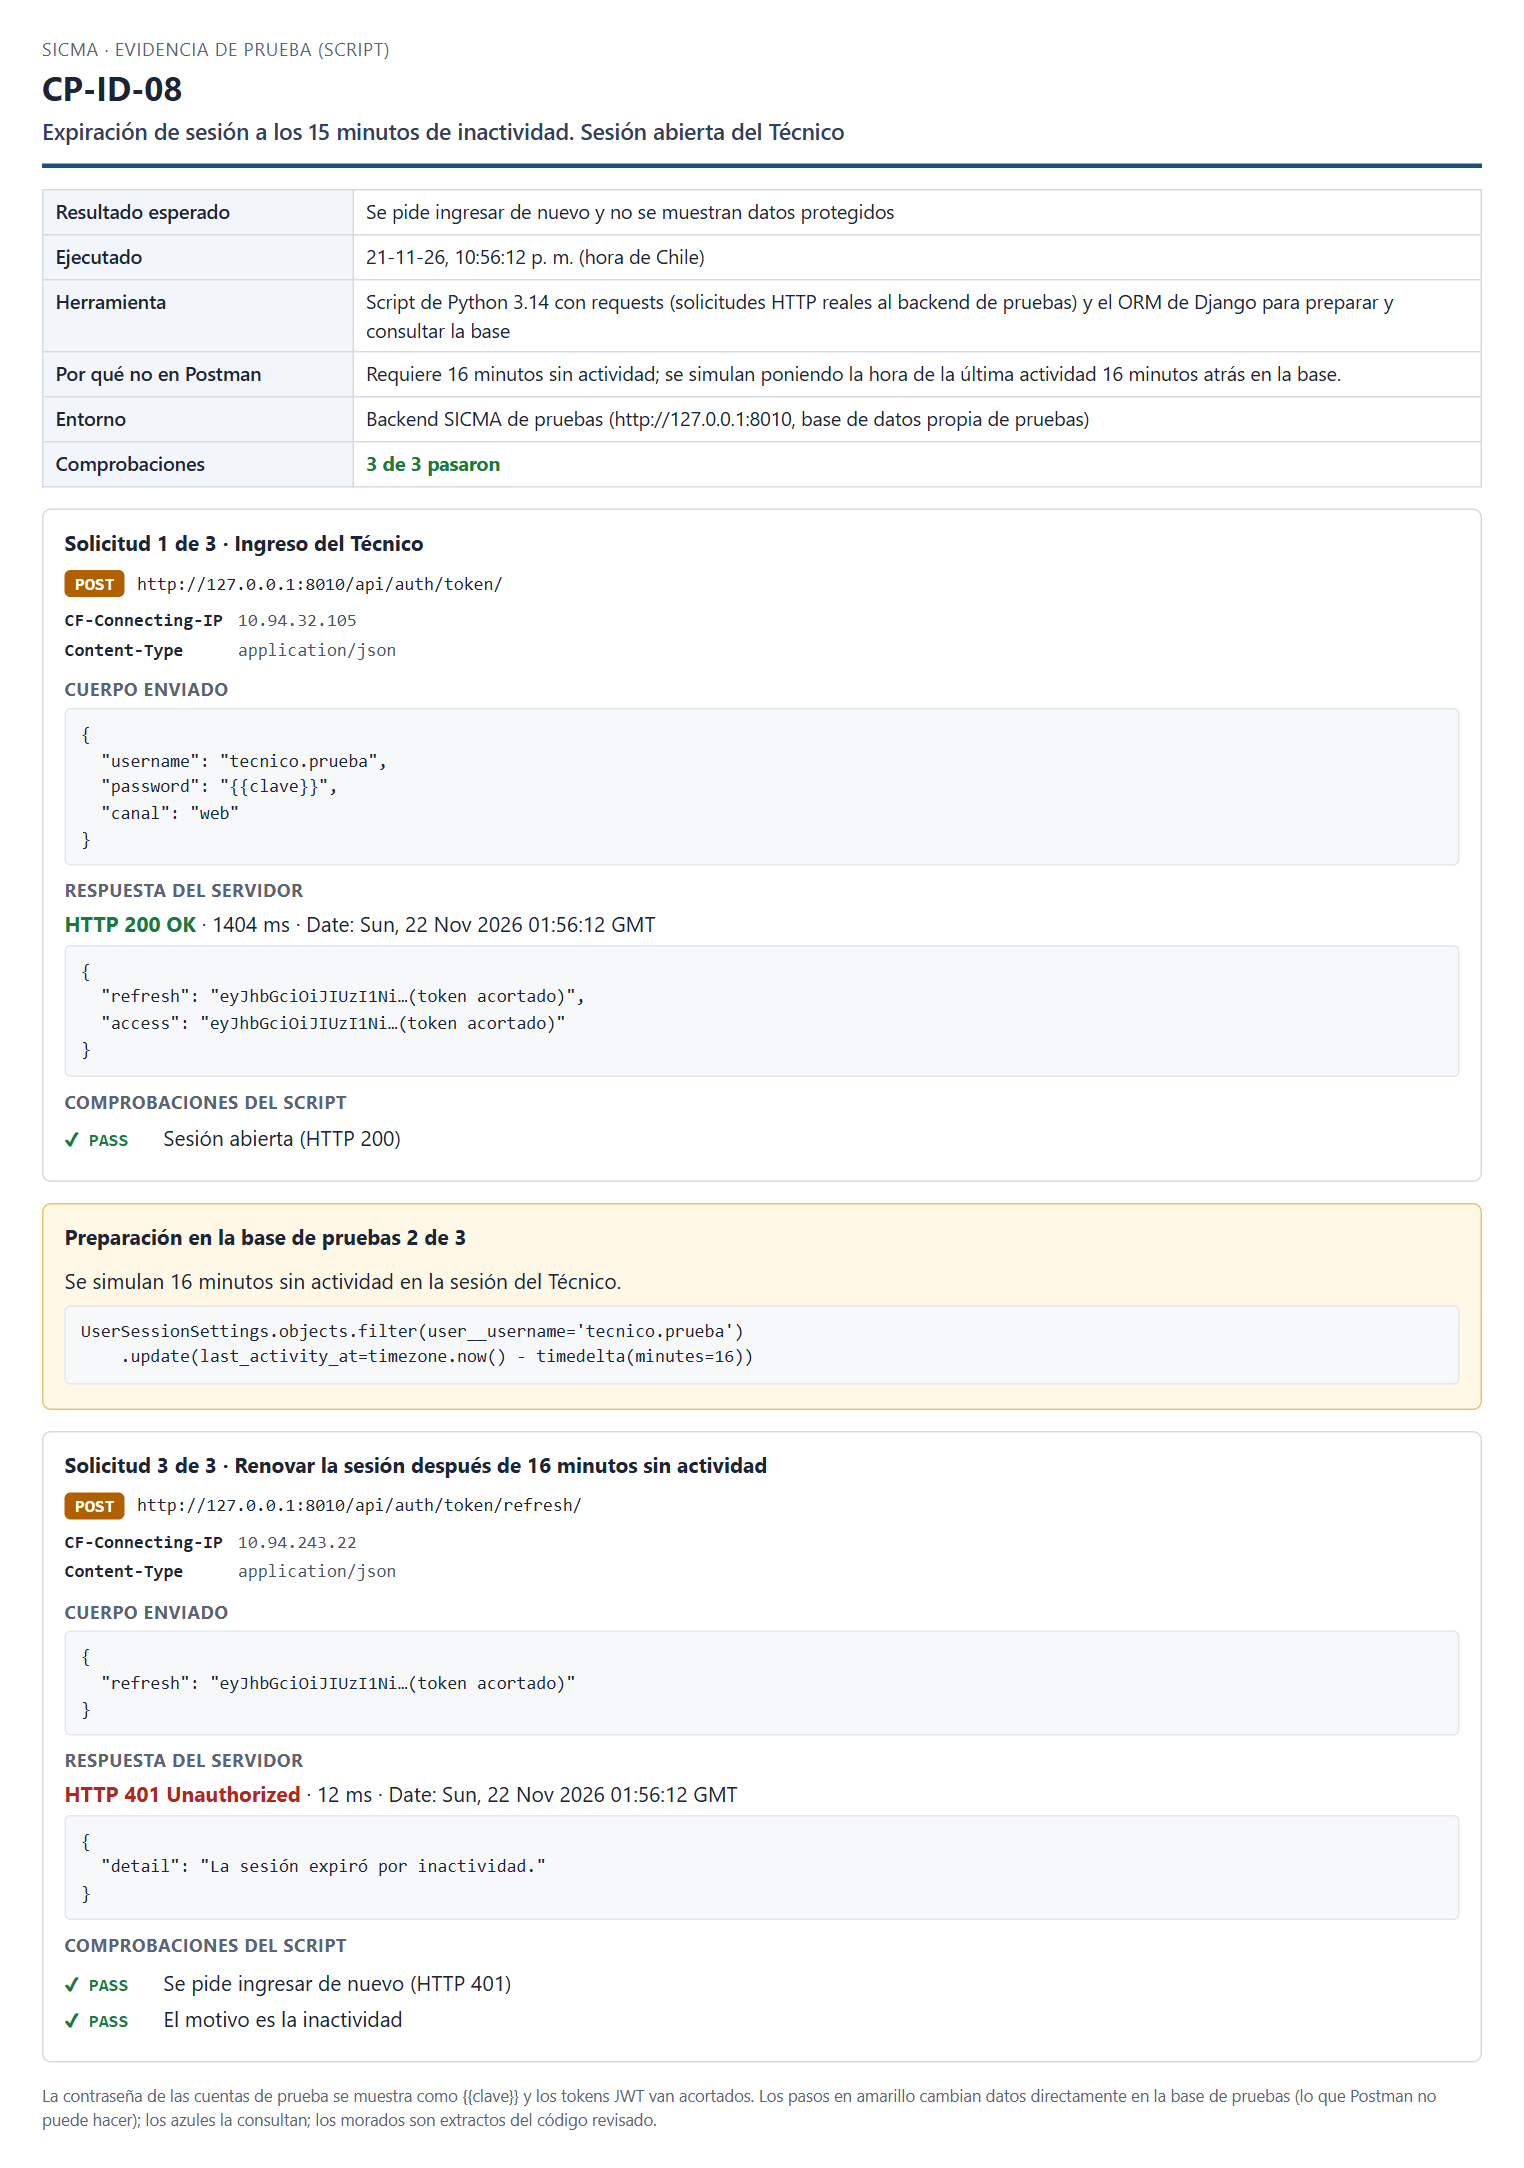 SICMA · EVIDENCIA DE PRUEBA (SCRIPT)
CP-ID-08
Expiración de sesión a los 15 minutos de inactividad. Sesión abierta del Técnico
Resultado esperado Se pide ingresar de nuevo y no se muestran datos protegidos
Ejecutado 21-11-26, 10:56:12 p. m. (hora de Chile)
Herramienta Script de Python 3.14 con requests (solicitudes HTTP reales al backend de pruebas) y el ORM de Django para preparar y
consultar la base
Por qué no en Postman Requiere 16 minutos sin actividad; se simulan poniendo la hora de la última actividad 16 minutos atrás en la base.
Entorno Backend SICMA de pruebas (http://127.0.0.1:8010, base de datos propia de pruebas)
Comprobaciones 3 de 3 pasaron
Solicitud 1 de 3 · Ingreso del Técnico
POST http://127.0.0.1:8010/api/auth/token/
CF-Connecting-IP 10.94.32.105
Content-Type application/json
CUERPO ENVIADO
{
  "username": "tecnico.prueba",
  "password": "{{clave}}",
  "canal": "web"
}
RESPUESTA DEL SERVIDOR
HTTP 200 OK · 1404 ms · Date: Sun, 22 Nov 2026 01:56:12 GMT
{
  "refresh": "eyJhbGciOiJIUzI1Ni…(token acortado)",
  "access": "eyJhbGciOiJIUzI1Ni…(token acortado)"
}
COMPROBACIONES DEL SCRIPT
✔ PASS Sesión abierta (HTTP 200)
Preparación en la base de pruebas 2 de 3
Se simulan 16 minutos sin actividad en la sesión del Técnico.
UserSessionSettings.objects.filter(user__username='tecnico.prueba')
    .update(last_activity_at=timezone.now() - timedelta(minutes=16))
Solicitud 3 de 3 · Renovar la sesión después de 16 minutos sin actividad
POST http://127.0.0.1:8010/api/auth/token/refresh/
CF-Connecting-IP 10.94.243.22
Content-Type application/json
CUERPO ENVIADO
{
  "refresh": "eyJhbGciOiJIUzI1Ni…(token acortado)"
}
RESPUESTA DEL SERVIDOR
HTTP 401 Unauthorized · 12 ms · Date: Sun, 22 Nov 2026 01:56:12 GMT
{
  "detail": "La sesión expiró por inactividad."
}
COMPROBACIONES DEL SCRIPT
✔ PASS Se pide ingresar de nuevo (HTTP 401)
✔ PASS El motivo es la inactividad
La contraseña de las cuentas de prueba se muestra como {{clave}} y los tokens JWT van acortados. Los pasos en amarillo cambian datos directamente en la base de pruebas (lo que Postman no
puede hacer); los azules la consultan; los morados son extractos del código revisado.